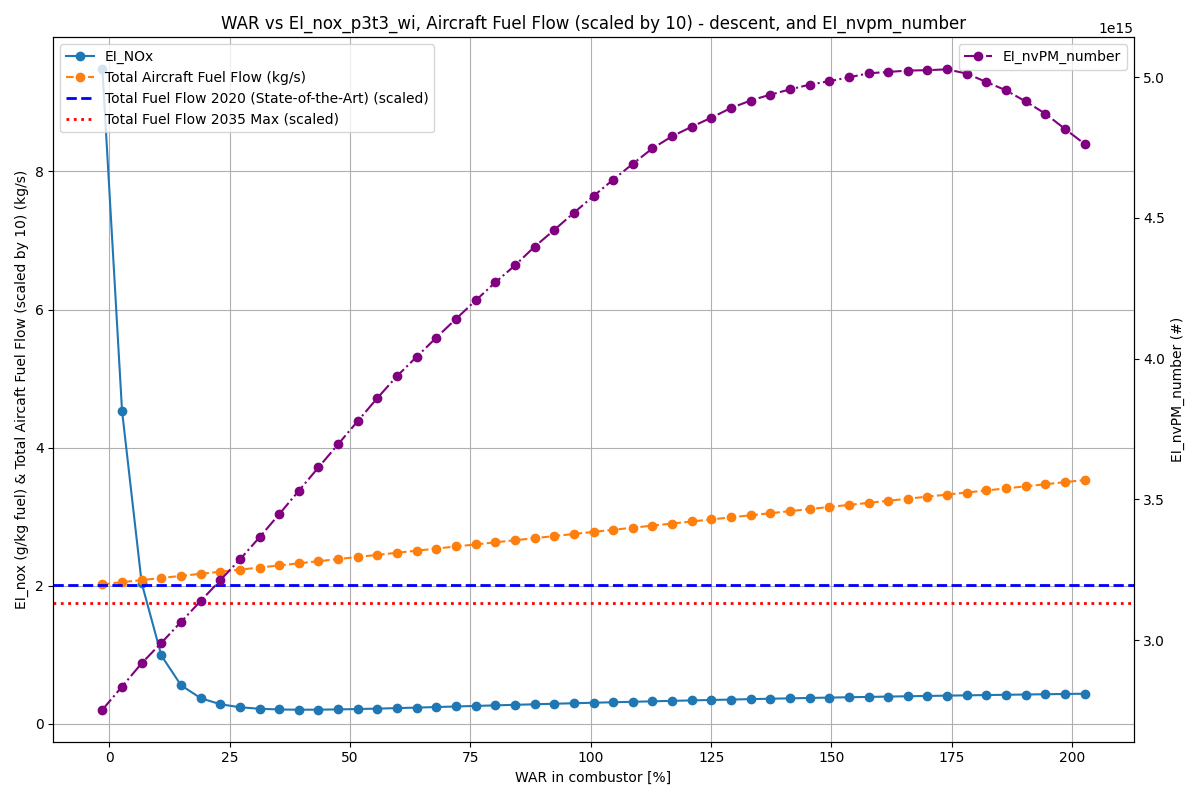 WAR vs EI_nox_p3t3_wi, Aircraft Fuel Flow (scaled by 10) - descent, and EI_nvpm_number
1e15
EI_NOx
Total Aircraft Fuel Flow (kg/s)
Total Fuel Flow 2020 (State-of-the-Art) (scaled)
Total Fuel Flow 2035 Max (scaled)
EI_nvPM_number
EI_nox (g/kg fuel) & Total Aircaft Fuel Flow (scaled by 10) (kg/s)
8
6
4
2
0
5.0
4.5
4.0
3.5
3.0
EI_nvPM_number (#)
0 25 50 75 100 125 150 175 200
WAR in combustor [%]